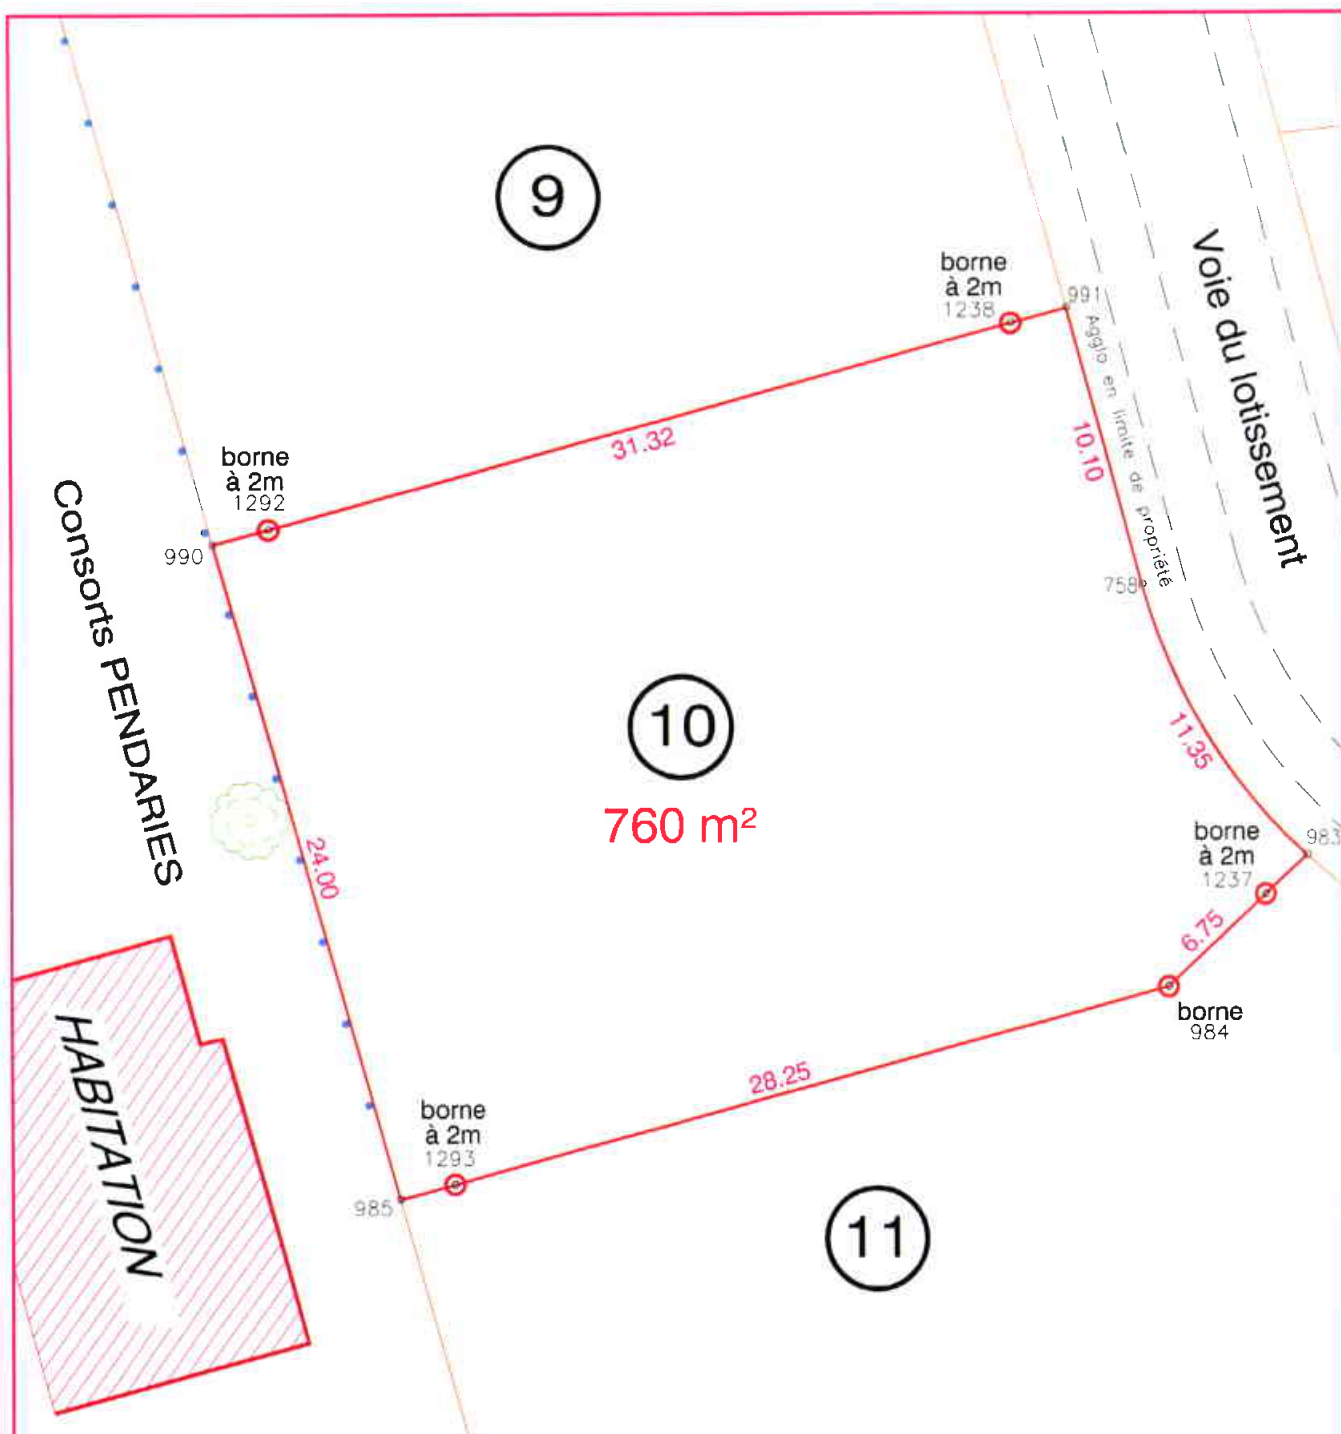 9
borne
à 2m
1238
991
Agglo en limite de propriété
Voie du lotissement
31.32
10.10
borne
à 2m
1292
990
758
Consorts PENDARIES
10
760 m²
11.35
24.00
borne
à 2m
1237
983
6.75
borne
984
HABITATION
28.25
borne
à 2m
1293
985
11